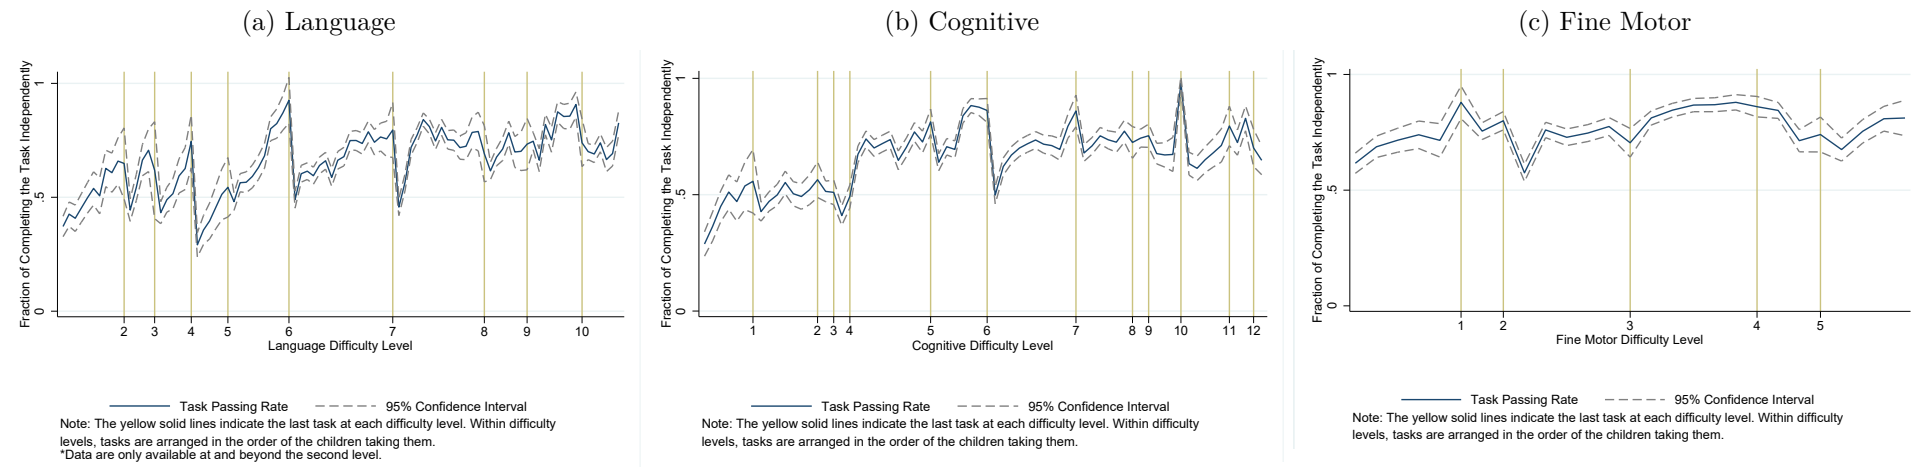 (a) Language
Fraction of Completing the Task Independently
1
.5
0
2 3 4 5 6 7 8 9 10
Language Difficulty Level
Task Passing Rate 95% Confidence Interval
Note: The yellow solid lines indicate the last task at each difficulty level. Within difficulty
levels, tasks are arranged in the order of the children taking them.
*Data are only available at and beyond the second level.
(b) Cognitive
Fraction of Completing the Task Independently
1
.5
0
1 2 3 4 5 6 7 8 9 10 11 12
Cognitive Difficulty Level
Task Passing Rate 95% Confidence Interval
Note: The yellow solid lines indicate the last task at each difficulty level. Within difficulty
levels, tasks are arranged in the order of the children taking them.
(c) Fine Motor
Fraction of Completing the Task Independently
1
.5
0
1 2 3 4 5
Fine Motor Difficulty Level
Task Passing Rate 95% Confidence Interval
Note: The yellow solid lines indicate the last task at each difficulty level. Within difficulty
levels, tasks are arranged in the order of the children taking them.